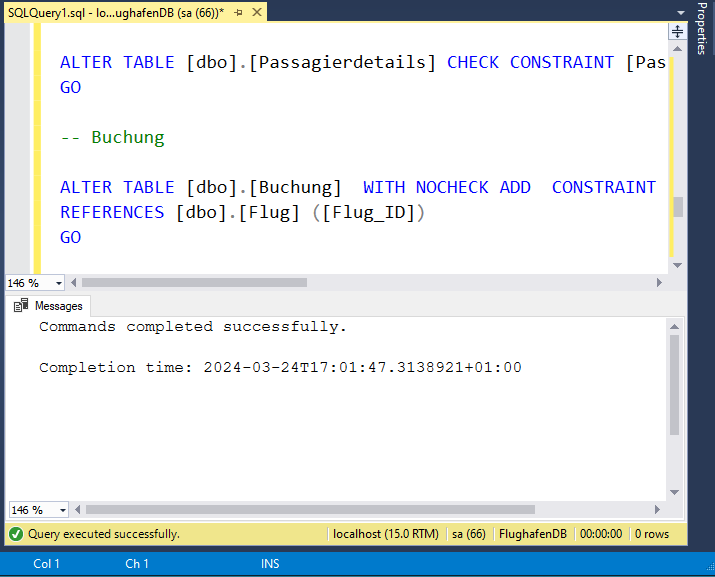 SQLQuery1.sql - lo...ughafenDB (sa (66))*
Properties
ALTER TABLE [dbo].[Passagierdetails] CHECK CONSTRAINT [Pas
GO
-- Buchung
ALTER TABLE [dbo].[Buchung]  WITH NOCHECK ADD  CONSTRAINT
REFERENCES [dbo].[Flug] ([Flug_ID])
GO
146 %
Messages
Commands completed successfully.
Completion time: 2024-03-24T17:01:47.3138921+01:00
146 %
Query executed successfully. localhost (15.0 RTM) sa (66) FlughafenDB 00:00:00 0 rows
Col 1 Ch 1 INS